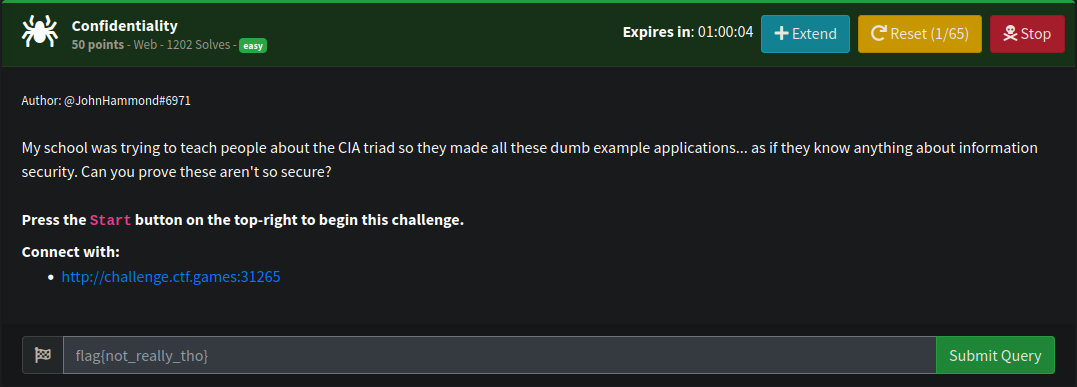 Confidentiality
50 points - Web - 1202 Solves - easy
Expires in: 01:00:04
Extend
Reset (1/65)
Stop
Author: @JohnHammond#6971
My school was trying to teach people about the CIA triad so they made all these dumb example applications... as if they know anything about information
security. Can you prove these aren't so secure?
Press the Start button on the top-right to begin this challenge.
Connect with:
http://challenge.ctf.games:31265
flag{not_really_tho}
Submit Query